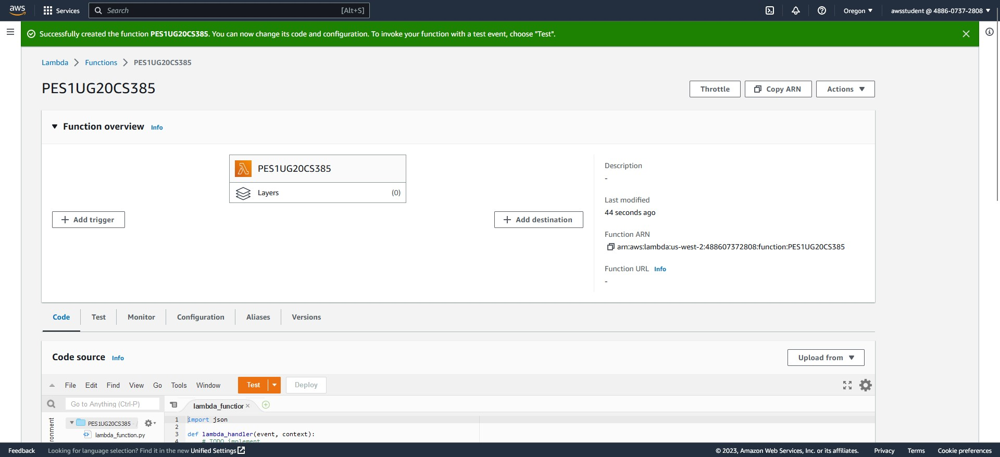 aws
Services
Search [Alt+S]
Oregon
awsstudent @ 4886-0737-2808
Successfully created the function PES1UG20CS385. You can now change its code and configuration. To invoke your function with a test event, choose "Test".
Lambda
Functions
PES1UG20CS385
PES1UG20CS385
Throttle
Copy ARN
Actions
Function overview Info
PES1UG20CS385
Layers (0)
+ Add trigger
+ Add destination
Description
-
Last modified
44 seconds ago
Function ARN
arn:aws:lambda:us-west-2:488607372808:function:PES1UG20CS385
Function URL Info
-
Code
Test
Monitor
Configuration
Aliases
Versions
Code source Info
Upload from
File Edit Find View Go Tools Window
Test
Deploy
Go to Anything (Ctrl-P)
lambda_function
PES1UG20CS385 -
lambda_function.py
1 import json
2
3 def lambda_handler(event, context):
4 # TODO implement
Feedback
Looking for language selection? Find it in the new Unified Settings
© 2023, Amazon Web Services, Inc. or its affiliates.
Privacy
Terms
Cookie preferences